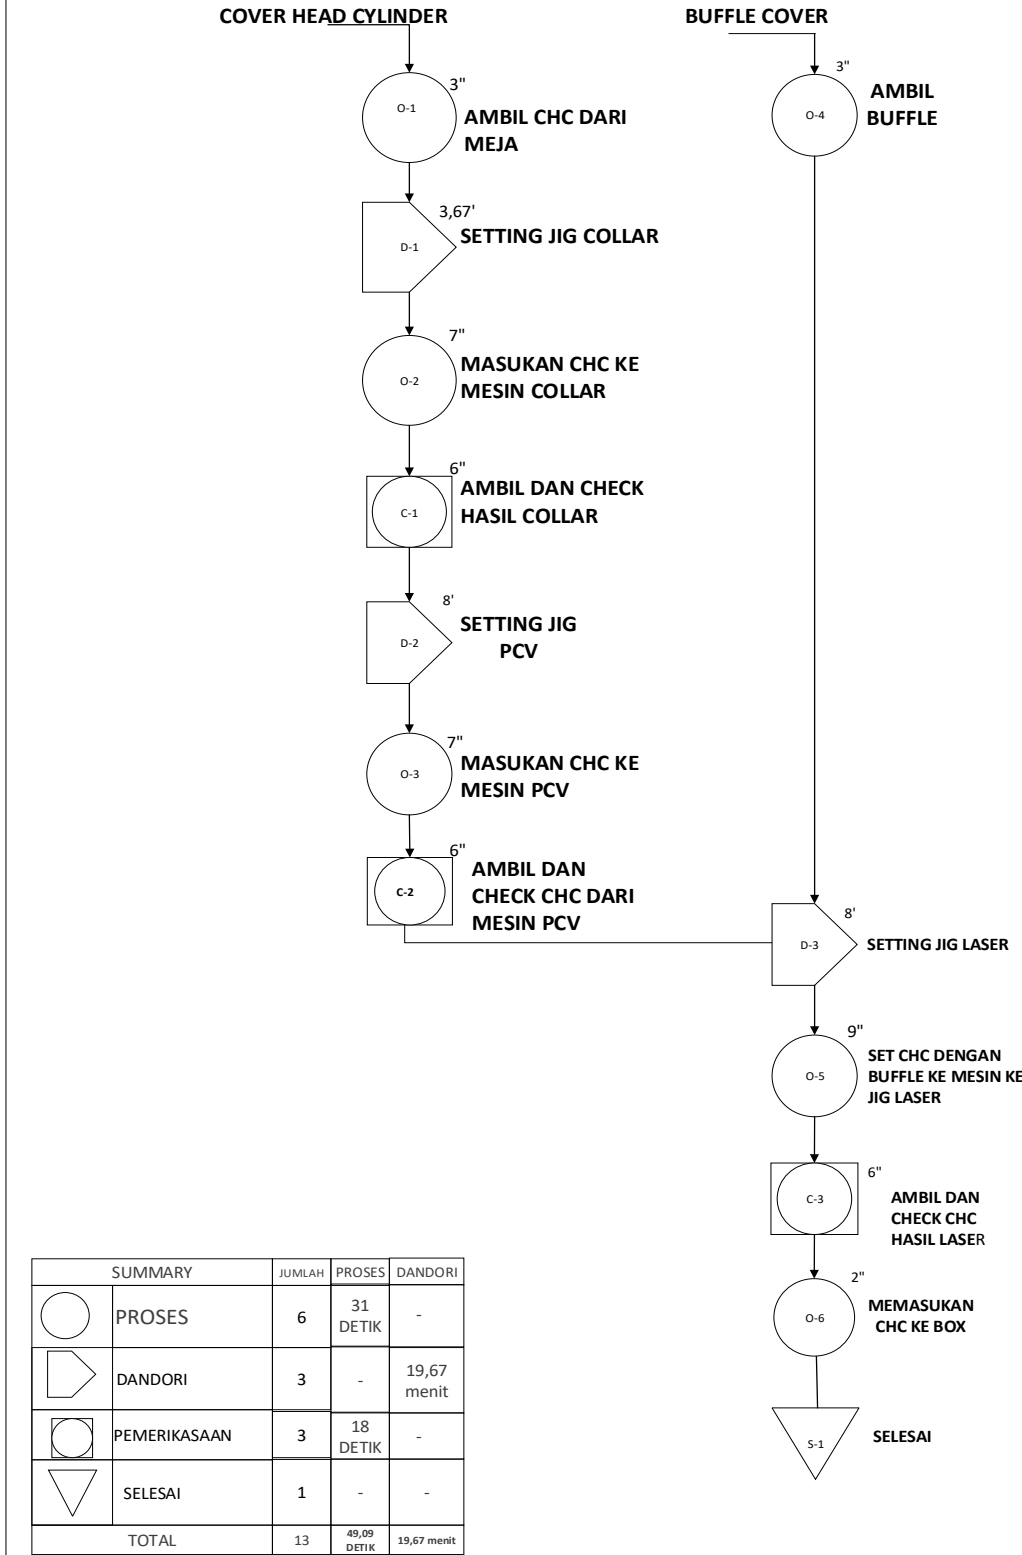 COVER HEAD CYLINDER
BUFFLE COVER
3"
O-1
AMBIL CHC DARI
MEJA
3"
O-4
AMBIL
BUFFLE
3,67'
D-1
SETTING JIG COLLAR
7"
O-2
MASUKAN CHC KE
MESIN COLLAR
6"
C-1
AMBIL DAN CHECK
HASIL COLLAR
8'
D-2
SETTING JIG
PCV
7"
O-3
MASUKAN CHC KE
MESIN PCV
6"
C-2
AMBIL DAN
CHECK CHC DARI
MESIN PCV
8'
D-3
SETTING JIG LASER
9"
O-5
SET CHC DENGAN
BUFFLE KE MESIN KE
JIG LASER
6"
C-3
AMBIL DAN
CHECK CHC
HASIL LASER
2"
O-6
MEMASUKAN
CHC KE BOX
S-1
SELESAI
SUMMARY JUMLAH PROSES DANDORI
PROSES 6 31 DETIK -
DANDORI 3 - 19,67 menit
PEMERIKASAAN 3 18 DETIK -
SELESAI 1 - -
TOTAL 13 49,09 DETIK 19,67 menit